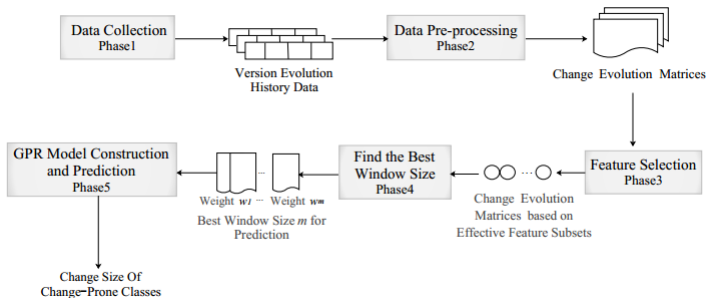 Data Collection
Phase1
Version Evolution
History Data
Data Pre-processing
Phase2
Change Evolution Matrices
Feature Selection
Phase3
Change Evolution
Matrices based on
Effective Feature Subsets
Find the Best
Window Size
Phase4
Weight w1 − Weight wm
Best Window Size m for
Prediction
GPR Model Construction
and Prediction
Phase5
Change Size Of
Change−Prone Classes